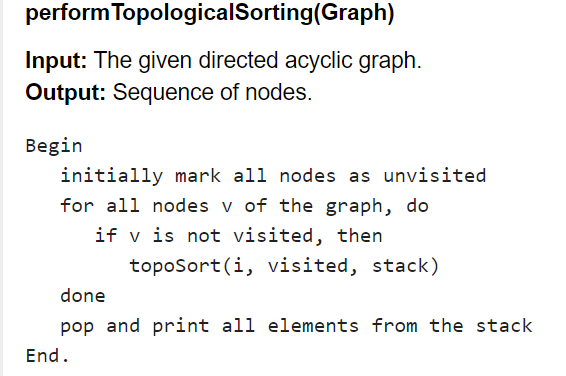 performTopologicalSorting(Graph)
Input: The given directed acyclic graph.
Output: Sequence of nodes.
Begin
   initially mark all nodes as unvisited
   for all nodes v of the graph, do
      if v is not visited, then
         topoSort(i, visited, stack)
   done
   pop and print all elements from the stack
End.